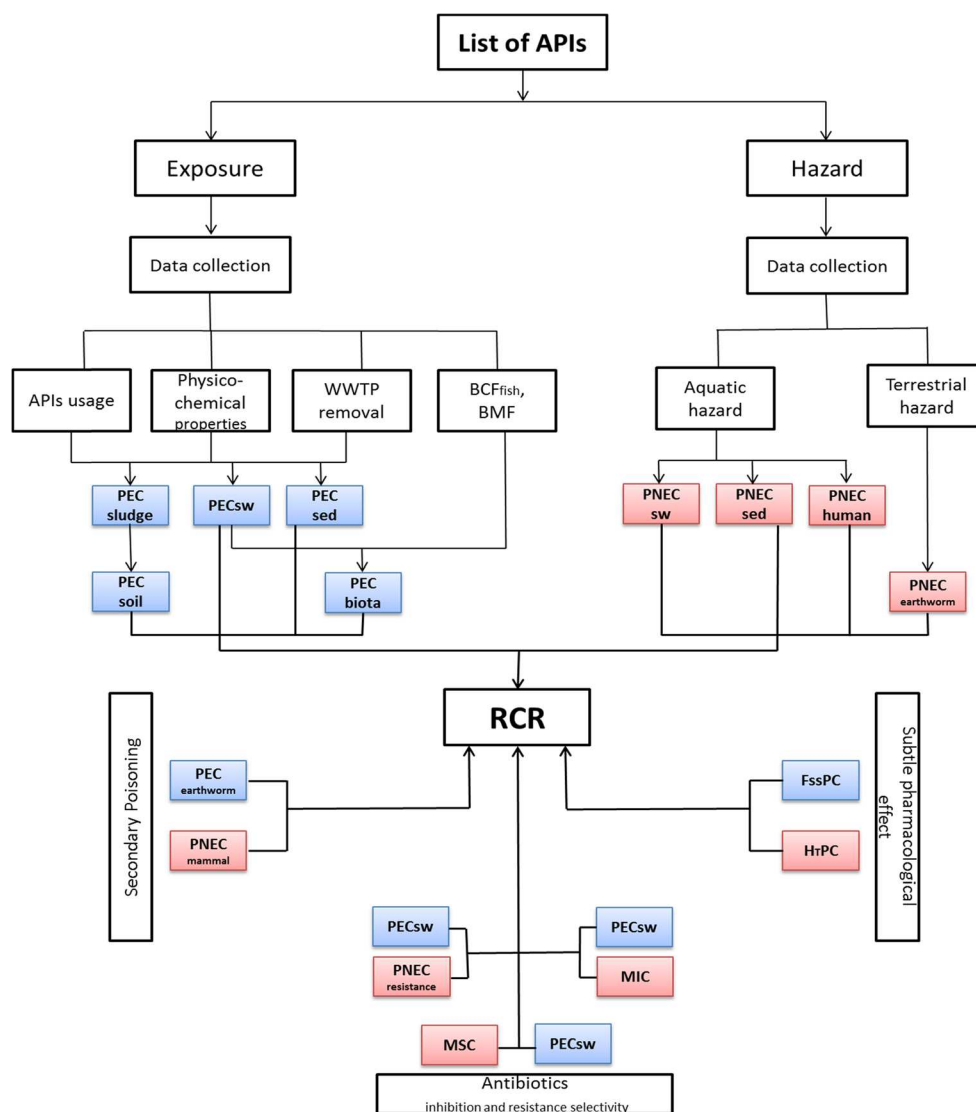 List of APIs
Exposure
Hazard
Data collection
Data collection
APIs usage
Physico-
chemical
properties
WWTP
removal
BCFfish,
BMF
Aquatic
hazard
Terrestrial
hazard
PEC
sludge
PECsw
PEC
sed
PNEC
sw
PNEC
sed
PNEC
human
PEC
soil
PEC
biota
PNEC
earthworm
RCR
Secondary Poisoning
PEC
earthworm
PNEC
mammal
FssPC
HTPC
Subtle pharmacological
effect
PECsw
PNEC
resistance
PECsw
MIC
MSC
PECsw
Antibiotics
inhibition and resistance selectivity